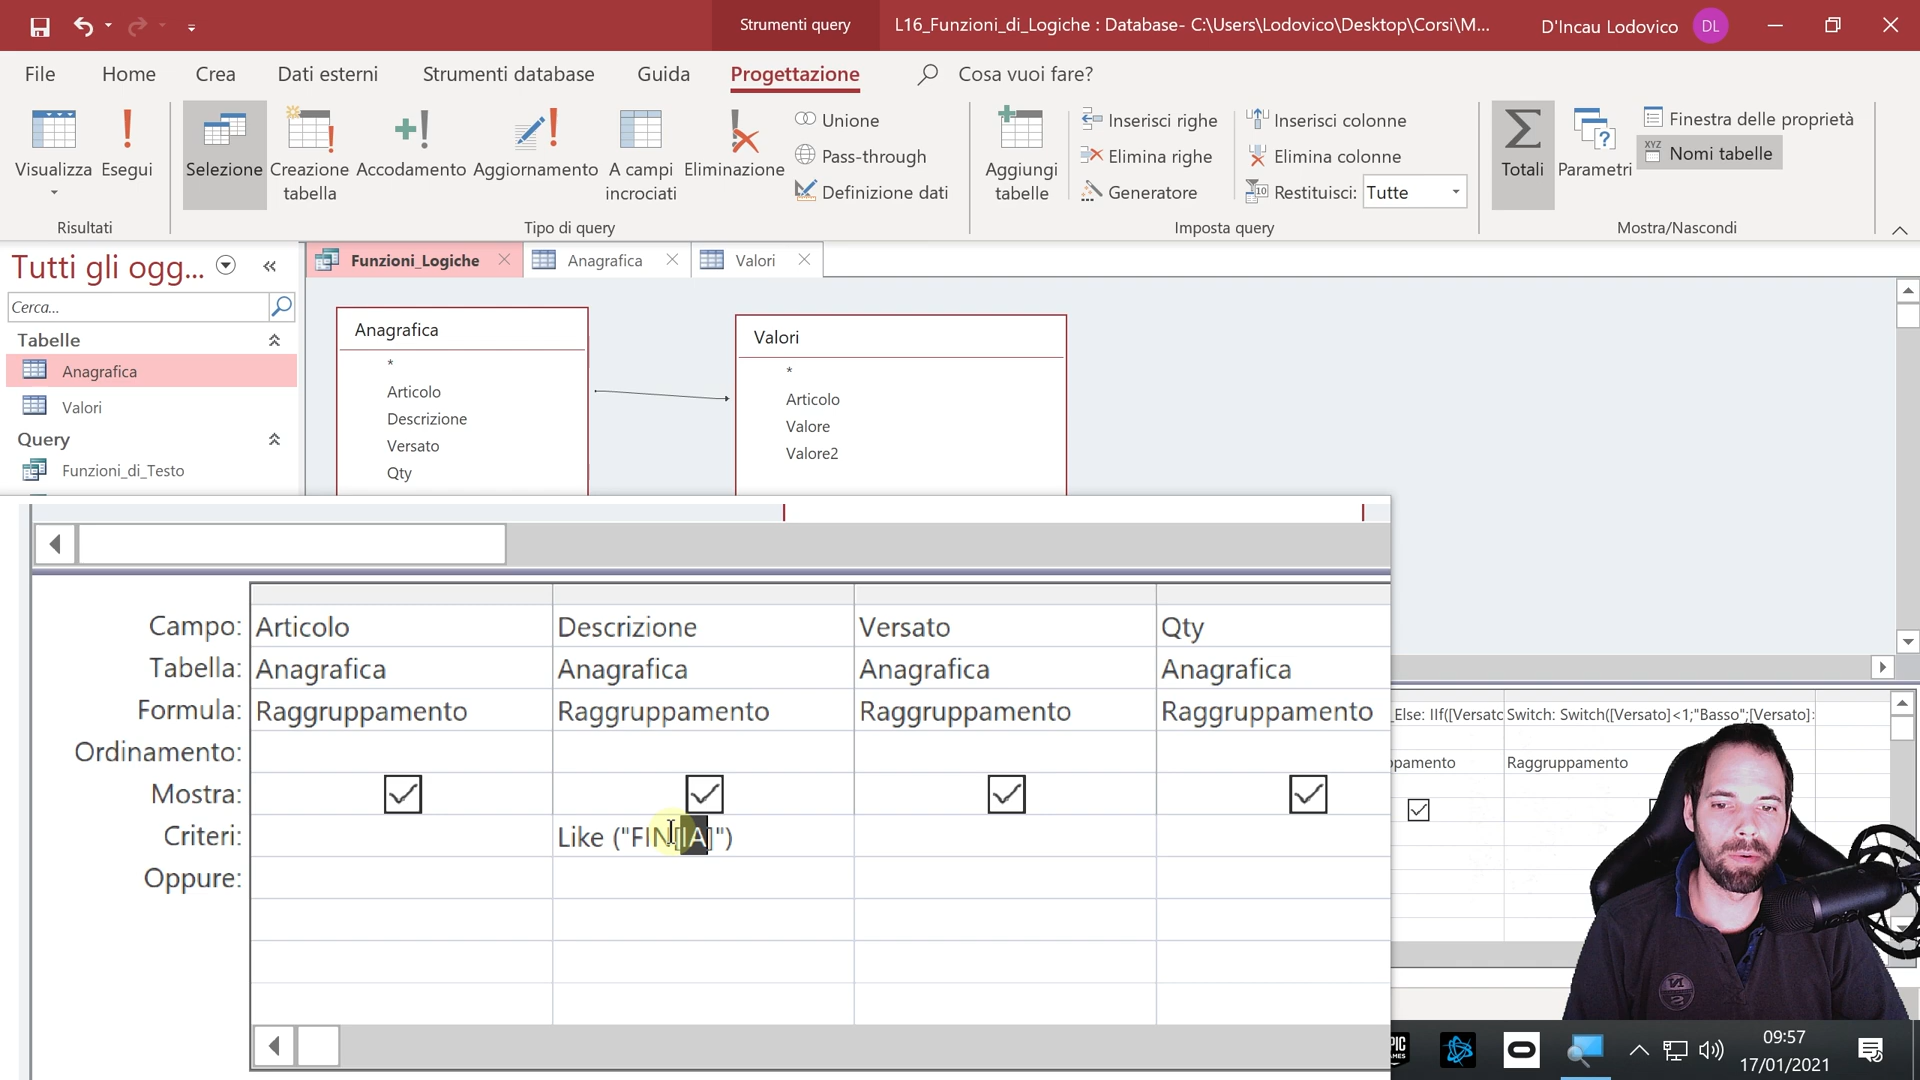 Strumenti query
L16_Funzioni_di_Logiche : Database- C:\Users\Lodovico\Desktop\Corsi\M...
D'Incau Lodovico
DL
File
Home
Crea
Dati esterni
Strumenti database
Guida
Progettazione
Cosa vuoi fare?
Visualizza
Esegui
Risultati
Selezione
Creazione tabella
Accodamento
Aggiornamento
A campi incrociati
Eliminazione
Unione
Pass-through
Definizione dati
Tipo di query
Aggiungi tabelle
Inserisci righe
Elimina righe
Generatore
Inserisci colonne
Elimina colonne
Restituisci: Tutte
Imposta query
Totali
Parametri
Finestra delle proprietà
Nomi tabelle
Mostra/Nascondi
Tutti gli ogg...
Cerca...
Tabelle
Anagrafica
Valori
Query
Funzioni_di_Testo
Funzioni_Logiche
Anagrafica
Valori
Anagrafica
*
Articolo
Descrizione
Versato
Qty
Valori
*
Articolo
Valore
Valore2
Campo: Articolo Descrizione Versato Qty
Tabella: Anagrafica Anagrafica Anagrafica Anagrafica
Formula: Raggruppamento Raggruppamento Raggruppamento Raggruppamento
Ordinamento:
Mostra:
Criteri: Like ("FIN[IA]")
Oppure:
Else: IIf([Versato Switch: Switch([Versato]<1;"Basso";[Versato]:
pamento Raggruppamento
EPIC GAMES
09:57
17/01/2021